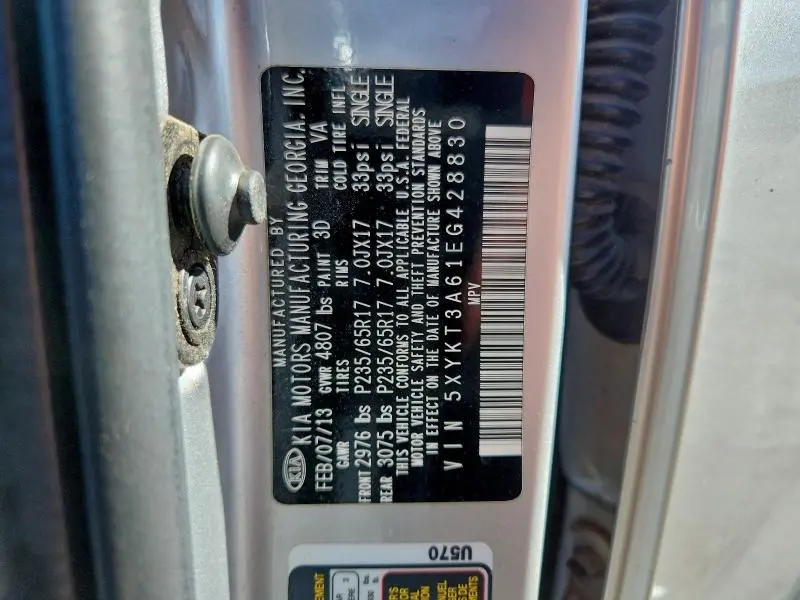 MANUFACTURED BY
KIA KIA MOTORS MANUFACTURING GEORGIA, INC.
FEB/07/13 GVWR 4807 lbs PAINT 3D TRIM VA
GAWR TIRES RIMS COLD TIRE INFL
FRONT 2976 lbs P235/65R17 7.0JX17 33psi SINGLE
REAR 3075 lbs P235/65R17 7.0JX17 33psi SINGLE
THIS VEHICLE CONFORMS TO ALL APPLICABLE U.S.A. FEDERAL
MOTOR VEHICLE SAFETY AND THEFT PREVENTION STANDARDS
IN EFFECT ON THE DATE OF MANUFACTURE SHOWN ABOVE
VIN 5XYKT3A61EG428830
MPV
U570